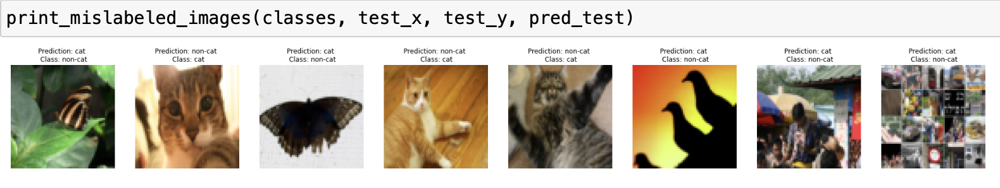 print_mislabeled_images(classes, test_x, test_y, pred_test)
Prediction: cat
Class: non-cat
Prediction: non-cat
Class: cat
Prediction: cat
Class: non-cat
Prediction: non-cat
Class: cat
Prediction: non-cat
Class: cat
Prediction: cat
Class: non-cat
Prediction: cat
Class: non-cat
Prediction: cat
Class: non-cat